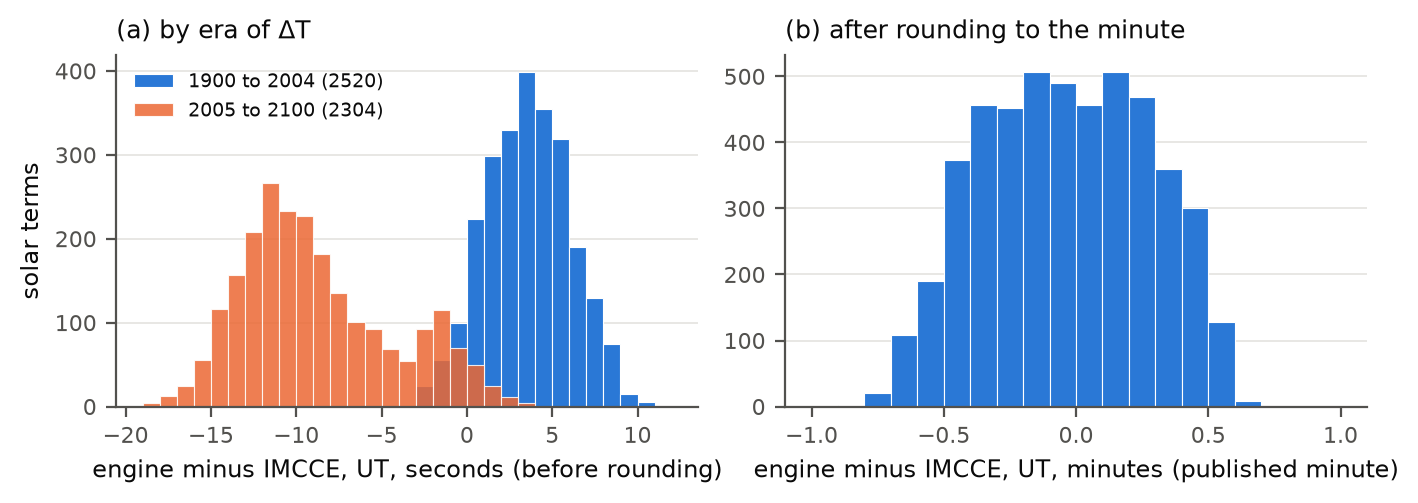 (a) by era of ΔT
1900 to 2004 (2520)
2005 to 2100 (2304)
solar terms
400
300
200
100
0
−20 −15 −10 −5 0 5 10
engine minus IMCCE, UT, seconds (before rounding)
(b) after rounding to the minute
500
400
300
200
100
0
−1.0 −0.5 0.0 0.5 1.0
engine minus IMCCE, UT, minutes (published minute)